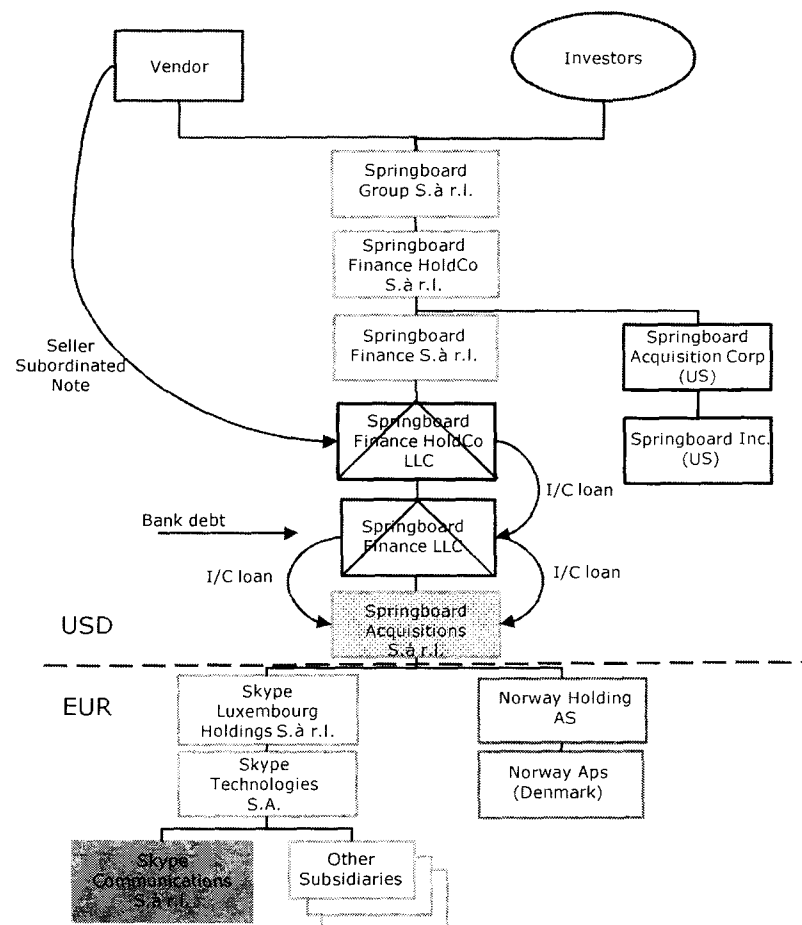 Vendor
Investors
Springboard
Group S.à r.l.
Springboard
Finance HoldCo
S.à r.l.
Springboard
Finance S.à r.l.
Springboard
Acquisition Corp
(US)
Seller
Subordinated
Note
Springboard
Finance HoldCo
LLC
Springboard Inc.
(US)
I/C loan
Bank debt
Springboard
Finance LLC
I/C loan
I/C loan
Springboard
Acquisitions
S.à r.l.
USD
EUR
Skype
Luxembourg
Holdings S.à r.l.
Norway Holding
AS
Skype
Technologies
S.A.
Norway Aps
(Denmark)
Skype
Communications
S.à r.l.
Other
Subsidiaries